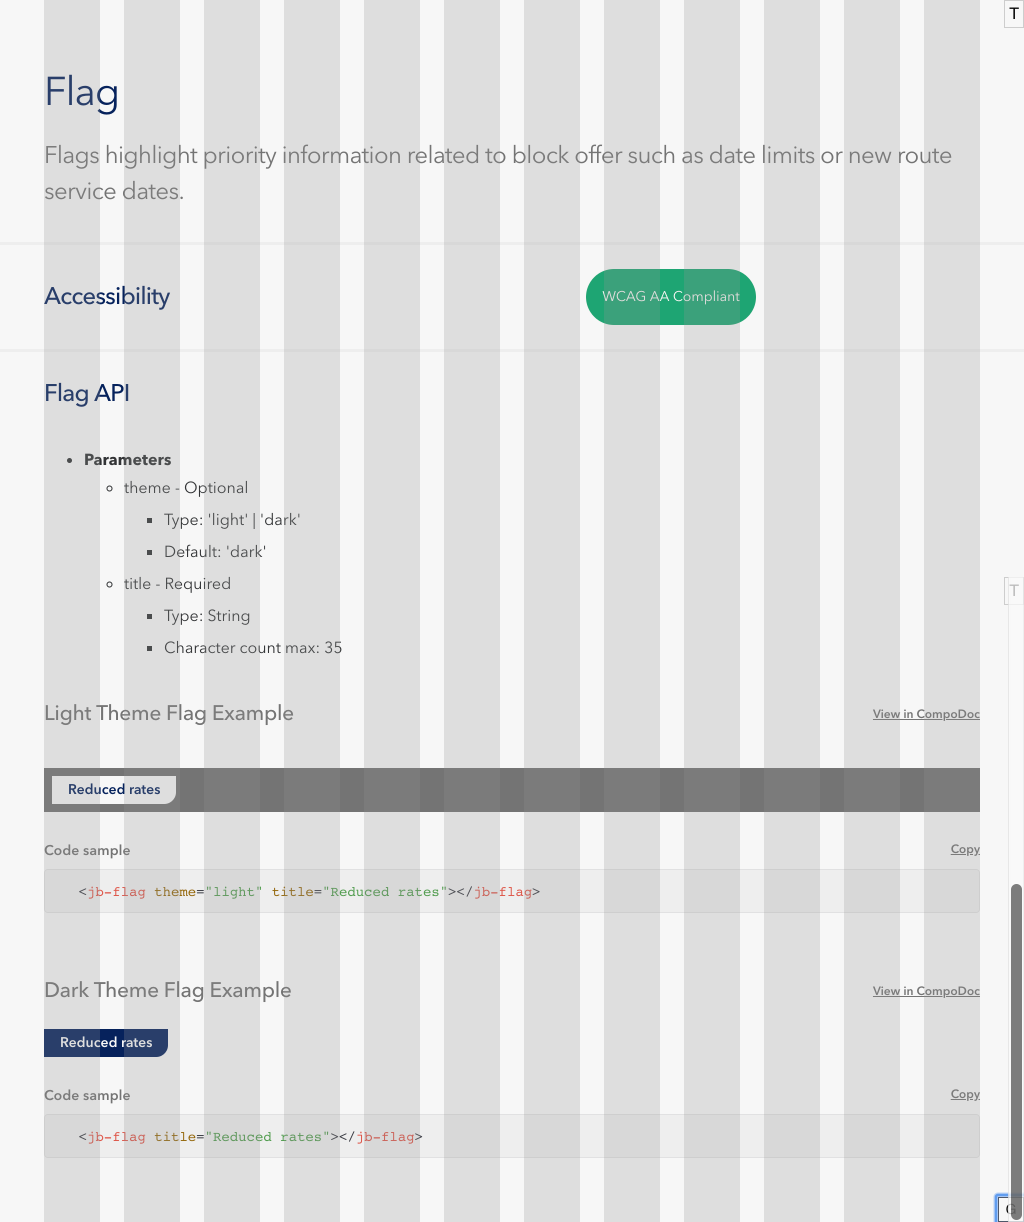 T
Flag
Flags highlight priority information related to block offer such as date limits or new route
service dates.
Accessibility
WCAG AA Compliant
Flag API
Parameters
theme - Optional
Type: 'light' | 'dark'
Default: 'dark'
title - Required
T
Type: String
Character count max: 35
Light Theme Flag Example
View in CompoDoc
Reduced rates
Code sample
Copy
<jb-flag theme="light" title="Reduced rates"></jb-flag>
Dark Theme Flag Example
View in CompoDoc
Reduced rates
Code sample
Copy
<jb-flag title="Reduced rates"></jb-flag>
G